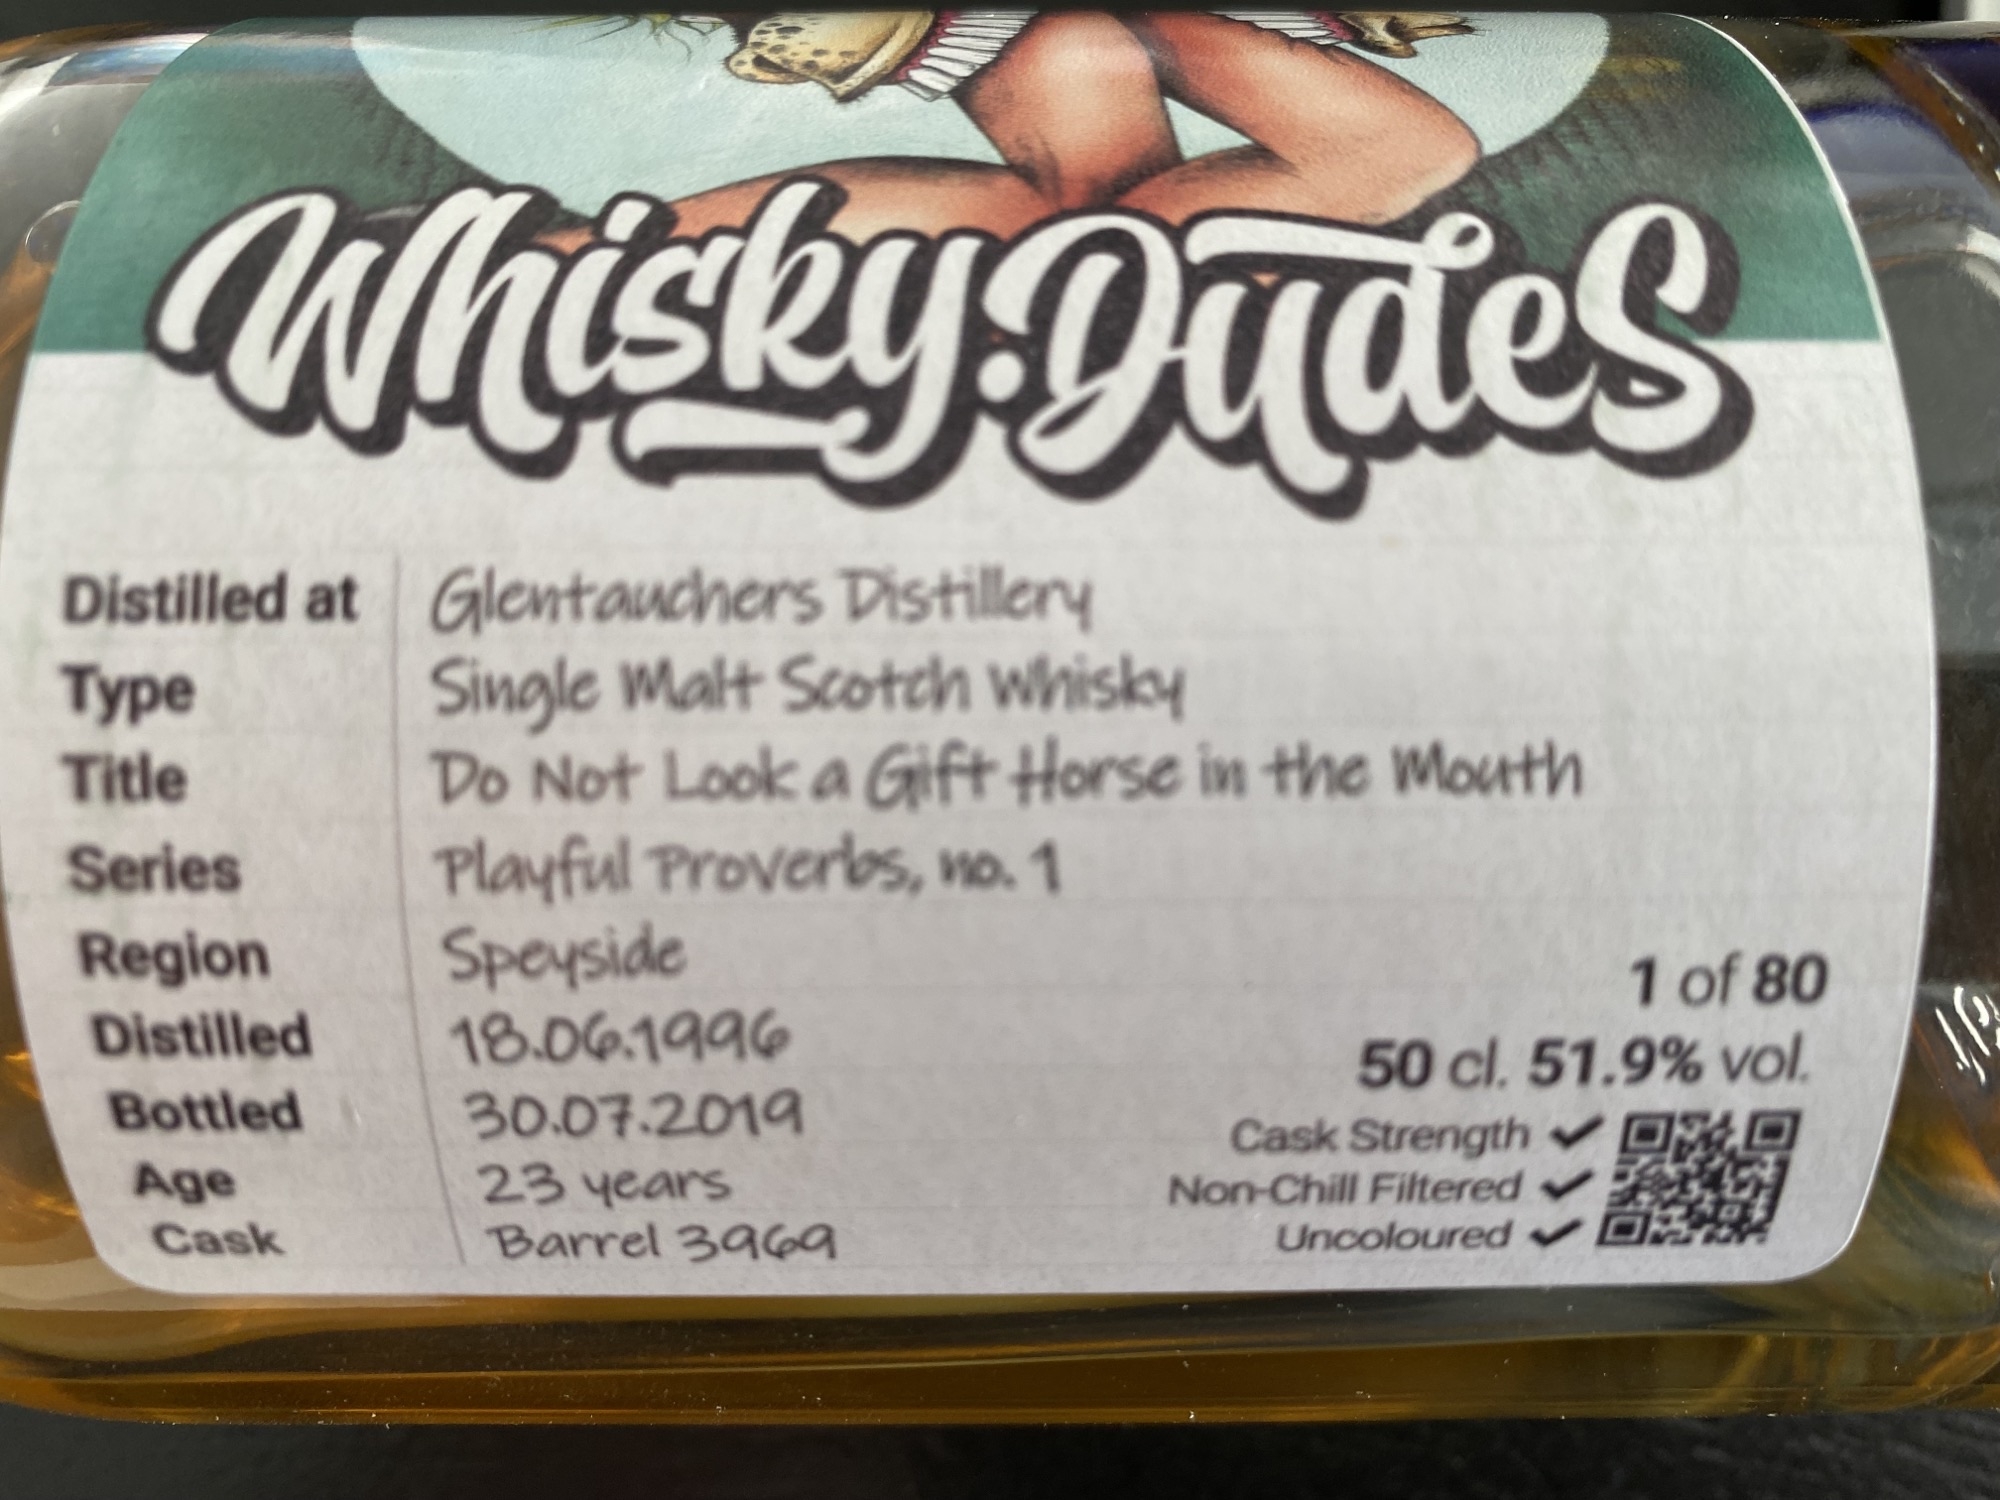 Whisky.Dudes
Distilled at Glentauchers Distillery
Type Single Malt Scotch Whisky
Title Do Not Look a Gift Horse in the Mouth
Series Playful Proverbs, no. 1
Region Speyside
Distilled 18.06.1996
Bottled 30.07.2019
Age 23 years
Cask Barrel 3969
1 of 80
50 cl. 51.9% vol.
Cask Strength ✔
Non-Chill Filtered ✔
Uncoloured ✔